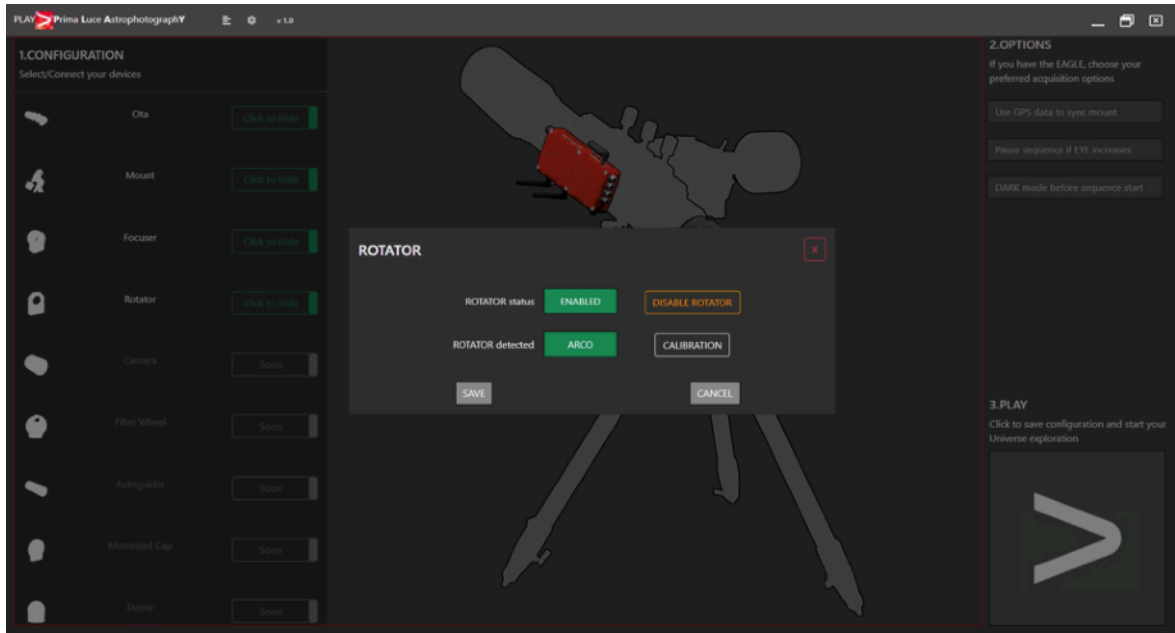 PLAY Prima Luce AstrophotographY v 1.0
1.CONFIGURATION
Select/Connect your devices
Ota Click to Hide
Mount Click to Hide
Focuser Click to Hide
Rotator Click to Hide
Camera Soon
Filter Wheel Soon
Autoguider Soon
Motorized Cap Soon
Dome Soon
ROTATOR X
ROTATOR status ENABLED DISABLE ROTATOR
ROTATOR detected ARCO CALIBRATION
SAVE CANCEL
2.OPTIONS
If you have the EAGLE, choose your
preferred acquisition options
Use GPS data to sync mount
Pause sequence if EYE increases
DARK mode before sequence start
3.PLAY
Click to save configuration and start your
Universe exploration